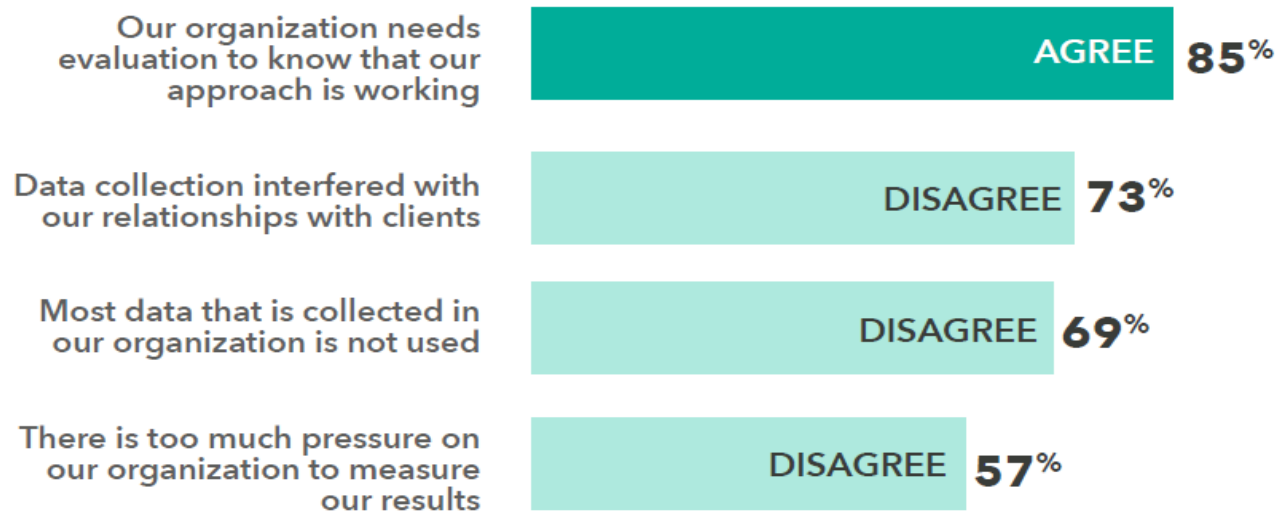 Our organization needs
evaluation to know that our
approach is working
AGREE 85%
Data collection interfered with
our relationships with clients
DISAGREE 73%
Most data that is collected in
our organization is not used
DISAGREE 69%
There is too much pressure on
our organization to measure
our results
DISAGREE 57%